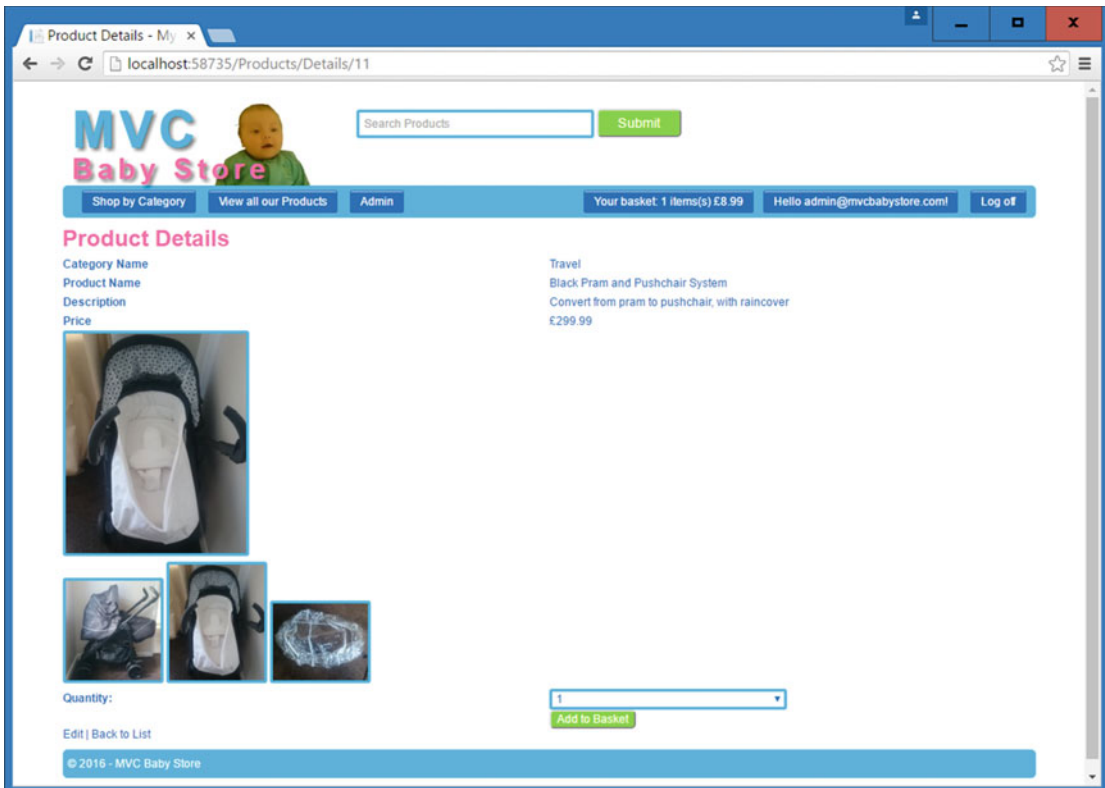 Product Details - My
localhost:58735/Products/Details/11
MVC
Baby Store
Search Products
Submit
Shop by Category
View all our Products
Admin
Your basket: 1 items(s) £8.99
Hello admin@mvcbabystore.com!
Log off
Product Details
Category Name
Travel
Product Name
Black Pram and Pushchair System
Description
Convert from pram to pushchair, with raincover
Price
£299.99
Quantity:
1
Add to Basket
Edit | Back to List
© 2016 - MVC Baby Store